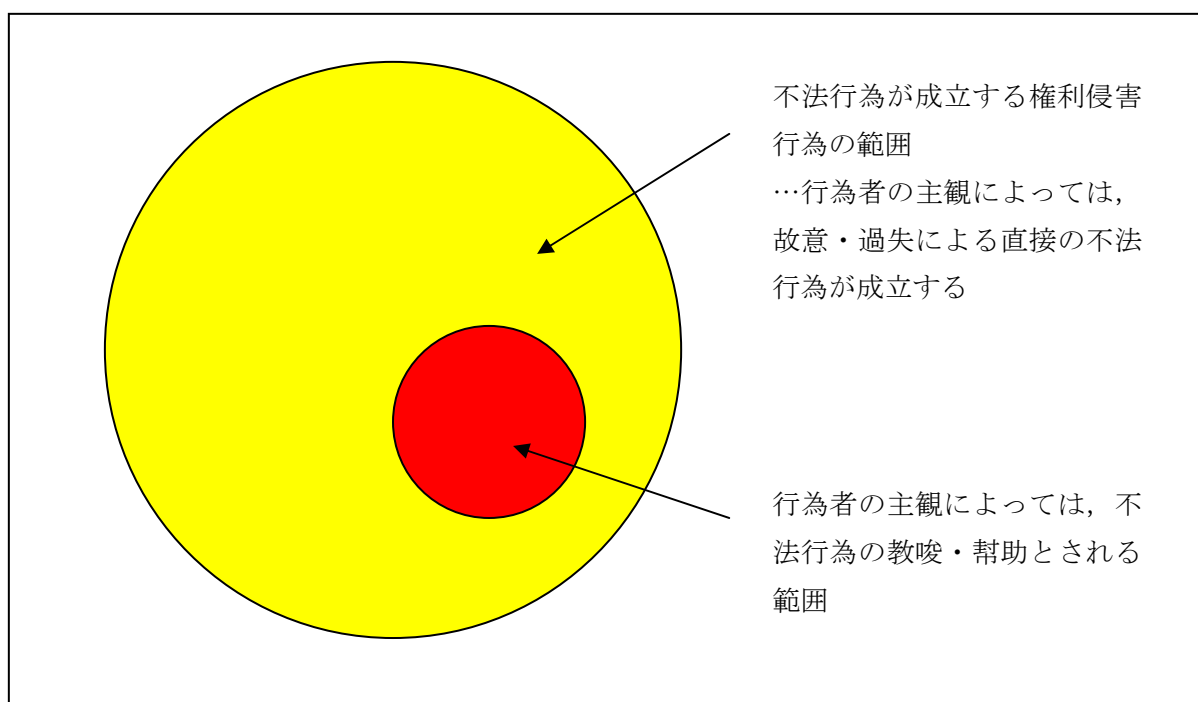 不法行為が成立する権利侵害
行為の範囲
…行為者の主観によっては，
故意・過失による直接の不法
行為が成立する
行為者の主観によっては，不
法行為の教唆・幇助とされる
範囲